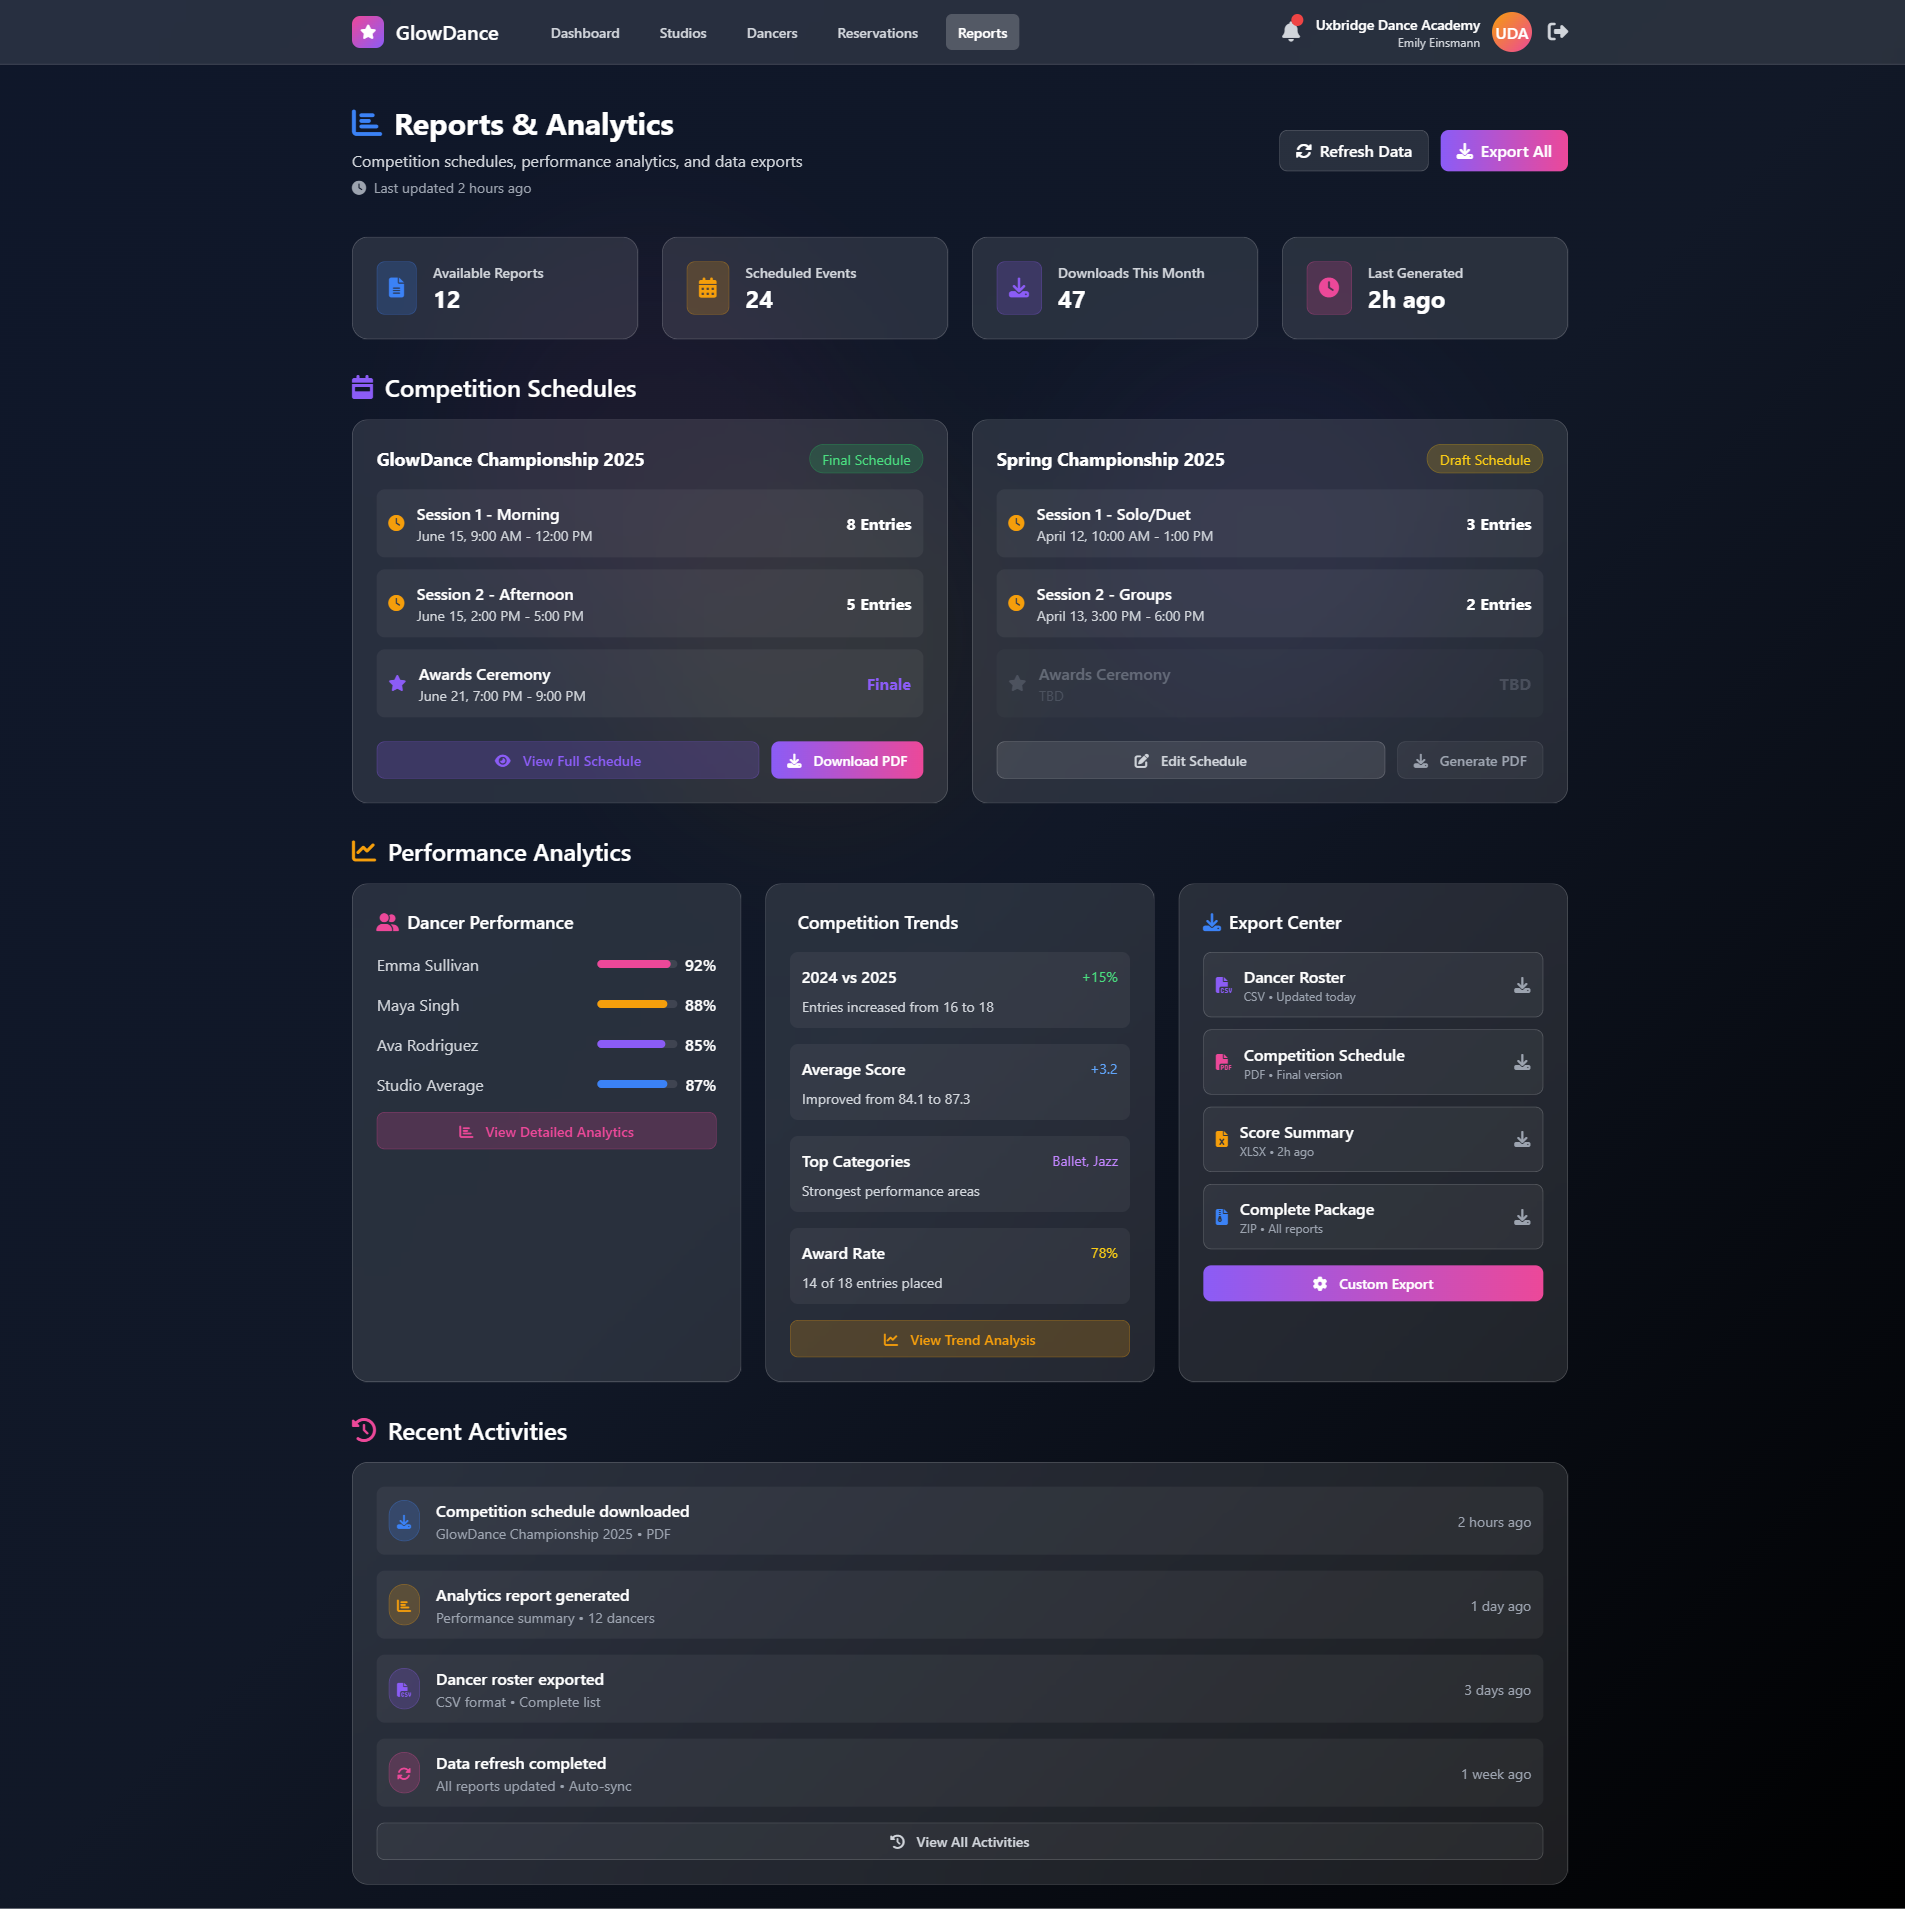 GlowDance
Dashboard
Studios
Dancers
Reservations
Reports
Uxbridge Dance Academy
Emily Einsmann
UDA
Reports & Analytics
Competition schedules, performance analytics, and data exports
Last updated 2 hours ago
Refresh Data
Export All
Available Reports
12
Scheduled Events
24
Downloads This Month
47
Last Generated
2h ago
Competition Schedules
GlowDance Championship 2025
Final Schedule
Session 1 - Morning
June 15, 9:00 AM - 12:00 PM
8 Entries
Session 2 - Afternoon
June 15, 2:00 PM - 5:00 PM
5 Entries
Awards Ceremony
June 21, 7:00 PM - 9:00 PM
Finale
View Full Schedule
Download PDF
Spring Championship 2025
Draft Schedule
Session 1 - Solo/Duet
April 12, 10:00 AM - 1:00 PM
3 Entries
Session 2 - Groups
April 13, 3:00 PM - 6:00 PM
2 Entries
Awards Ceremony
TBD
TBD
Edit Schedule
Generate PDF
Performance Analytics
Dancer Performance
Emma Sullivan
92%
Maya Singh
88%
Ava Rodriguez
85%
Studio Average
87%
View Detailed Analytics
Competition Trends
2024 vs 2025
+15%
Entries increased from 16 to 18
Average Score
+3.2
Improved from 84.1 to 87.3
Top Categories
Ballet, Jazz
Strongest performance areas
Award Rate
78%
14 of 18 entries placed
View Trend Analysis
Export Center
Dancer Roster
CSV • Updated today
Competition Schedule
PDF • Final version
Score Summary
XLSX • 2h ago
Complete Package
ZIP • All reports
Custom Export
Recent Activities
Competition schedule downloaded
GlowDance Championship 2025 • PDF
2 hours ago
Analytics report generated
Performance summary • 12 dancers
1 day ago
Dancer roster exported
CSV format • Complete list
3 days ago
Data refresh completed
All reports updated • Auto-sync
1 week ago
View All Activities